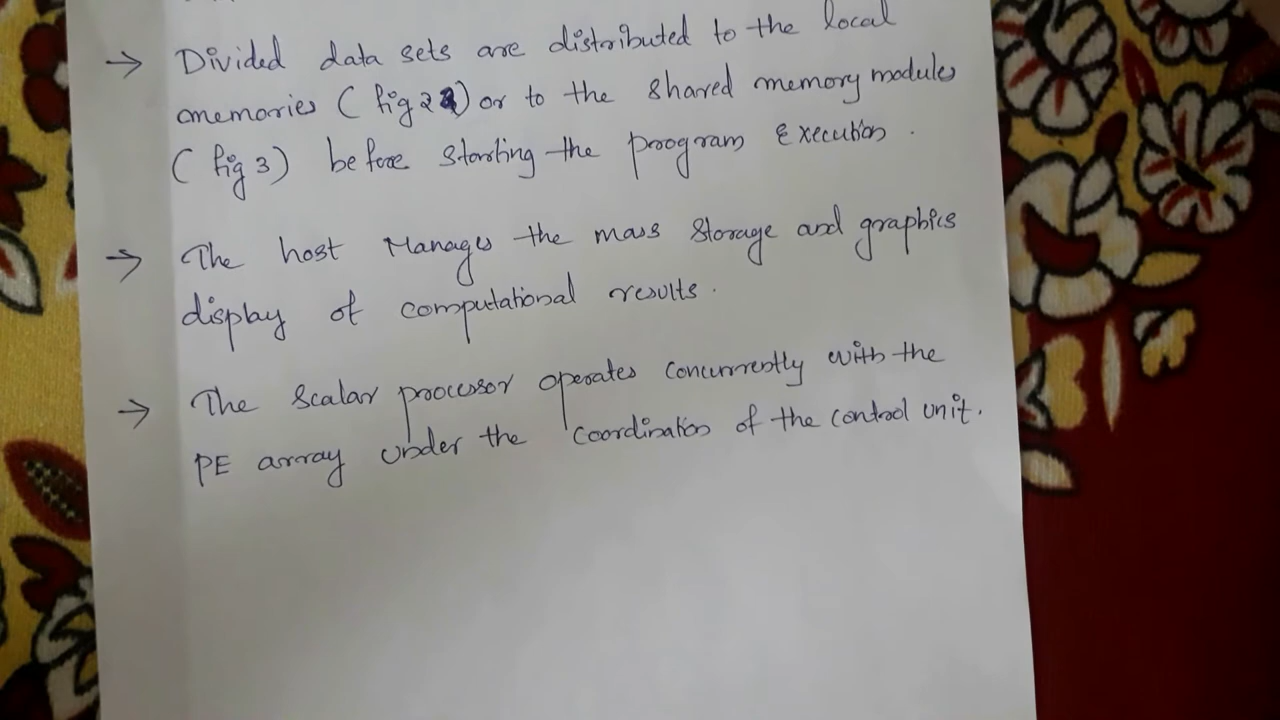 → Divided data sets are distributed to the local
memories (fig 2) or to the shared memory modules
(fig 3) before starting the program Execution.
→ The host Manages the mass Storage and graphics
display of computational results.
→ The Scalar processor operates concurrently with the
PE array under the coordination of the control unit.